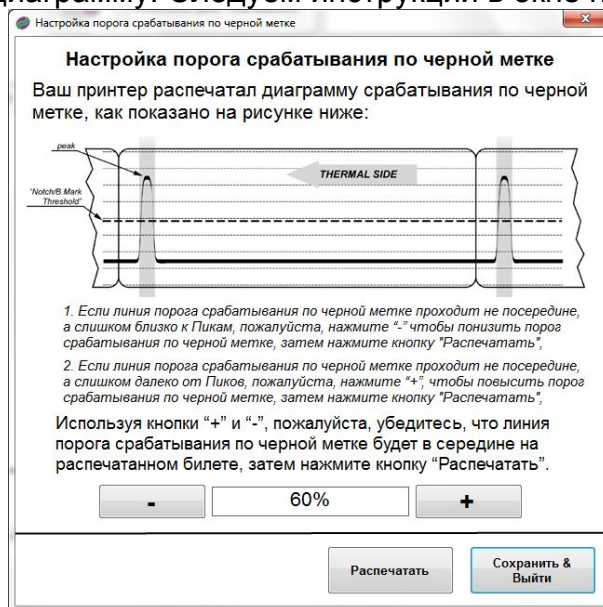 диаграмму. Следуем инструкции в окне п
Настройка порога срабатывания по черной метке
Настройка порога срабатывания по черной метке
Ваш принтер распечатал диаграмму срабатывания по черной
метке, как показано на рисунке ниже:
peak
THERMAL SIDE
"Notch/B.Mark
Threshold"
1. Если линия порога срабатывания по черной метке проходит не посередине,
а слишком близко к Пикам, пожалуйста, нажмите “-” чтобы понизить порог
срабатывания по черной метке, затем нажмите кнопку "Распечатать",
2. Если линия порога срабатывания по черной метке проходит не посередине,
а слишком далеко от Пиков, пожалуйста, нажмите “+”, чтобы повысить порог
срабатывания по черной метке, затем нажмите кнопку "Распечатать",
Используя кнопки “+” и “-”, пожалуйста, убедитесь, что линия
порога срабатывания по черной метке будет в середине на
распечатанном билете, затем нажмите кнопку “Распечатать”.
- 60% +
Распечатать
Сохранить &
Выйти